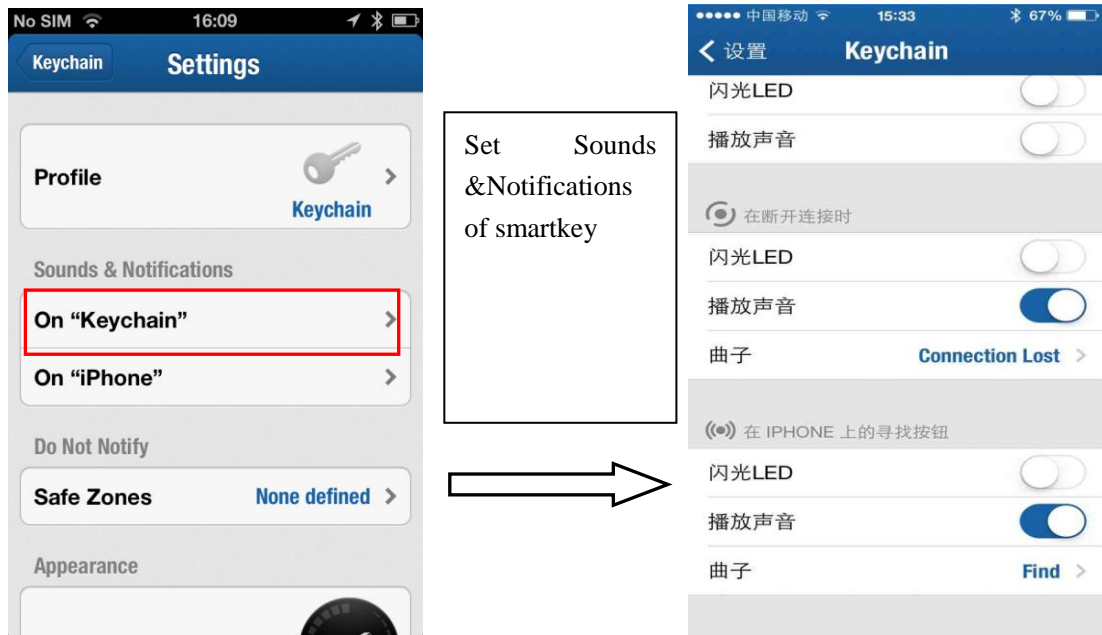 No SIM 16:09
Keychain Settings
Profile
Keychain
Sounds & Notifications
On “Keychain”
On “iPhone”
Do Not Notify
Safe Zones None defined
Appearance
Set Sounds
&Notifications
of smartkey
中国移动 15:33 67%
设置 Keychain
闪光LED
播放声音
在断开连接时
闪光LED
播放声音
曲子 Connection Lost
在 IPHONE 上的寻找按钮
闪光LED
播放声音
曲子 Find